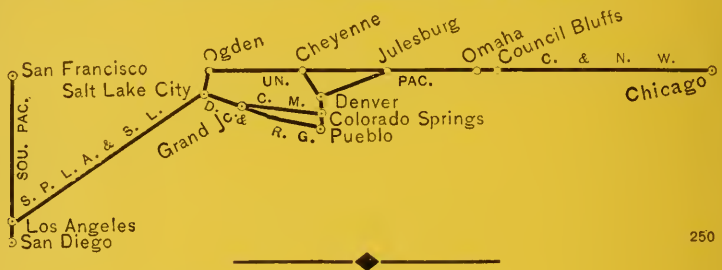 Ogden
Cheyenne
Julesburg
Omaha
Council Bluffs
San Francisco
UN. PAC.
C. & N. W.
Salt Lake City
Chicago
D. & R. G.
C. M.
Denver
Grand Jc.
Colorado Springs
Pueblo
SOU. PAC.
S. P. L. A. & S. L.
Los Angeles
San Diego
250